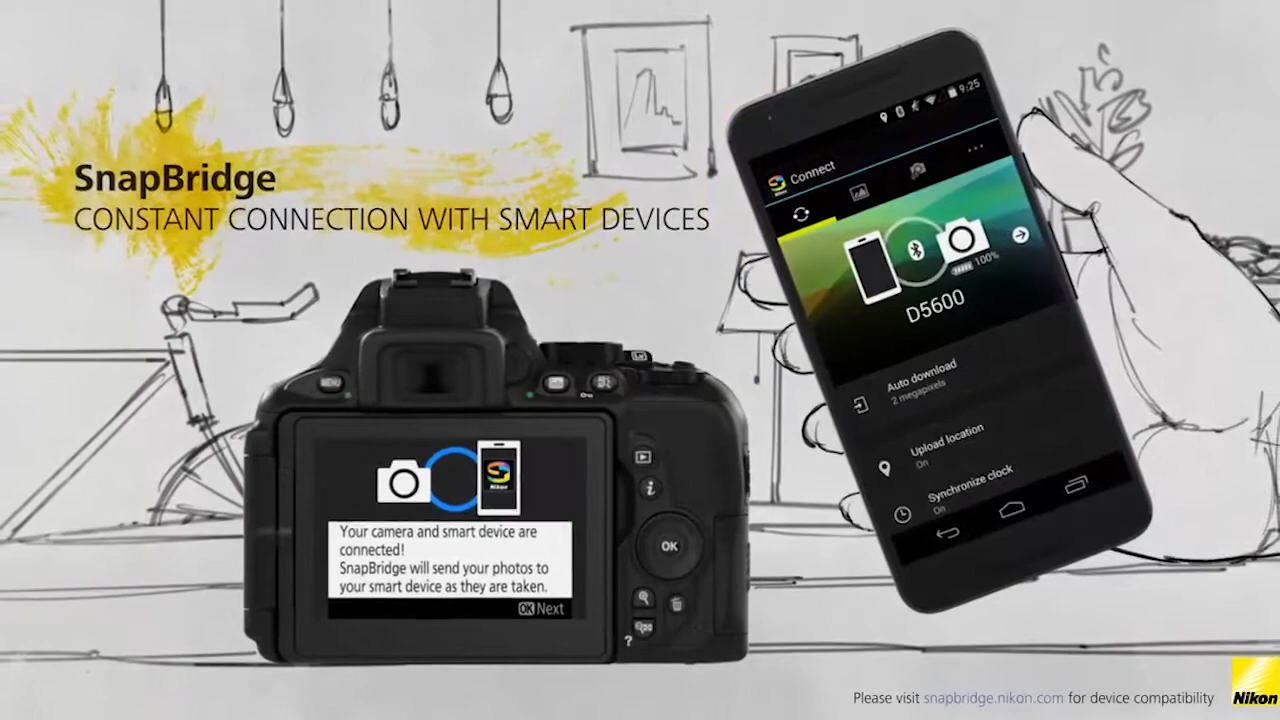 SnapBridge
CONSTANT CONNECTION WITH SMART DEVICES
9:25
Connect
100%
D5600
Auto download
2 megapixels
Upload location
On
Synchronize clock
On
MENU
Lv
i
OK
?
Nikon
Your camera and smart device are
connected!
SnapBridge will send your photos to
your smart device as they are taken.
OK Next
Please visit snapbridge.nikon.com for device compatibility
Nikon